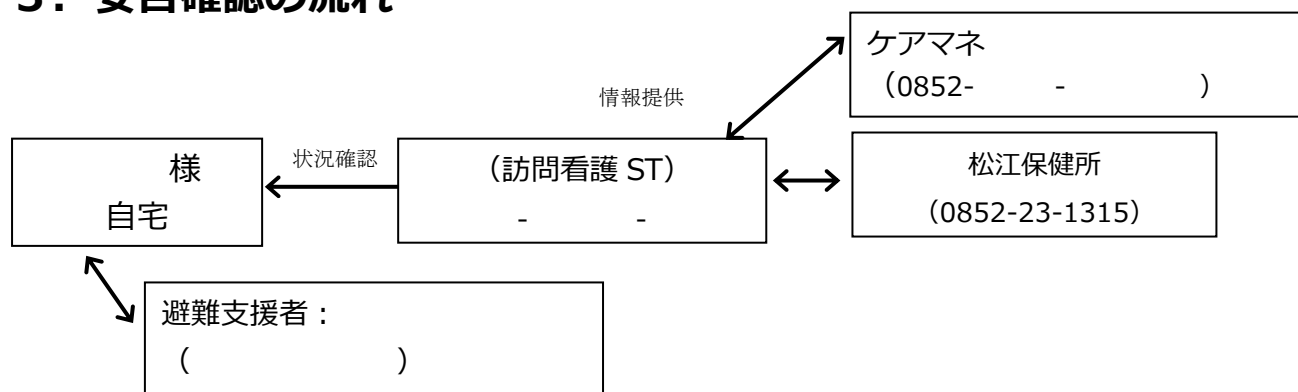 ３．安否確認の流れ
ケアマネ
（0852-　　-　　　　）
情報提供
様
自宅
状況確認
（訪問看護 ST）
-　　　-
松江保健所
（0852-23-1315）
避難支援者：
（　　　　　　　）